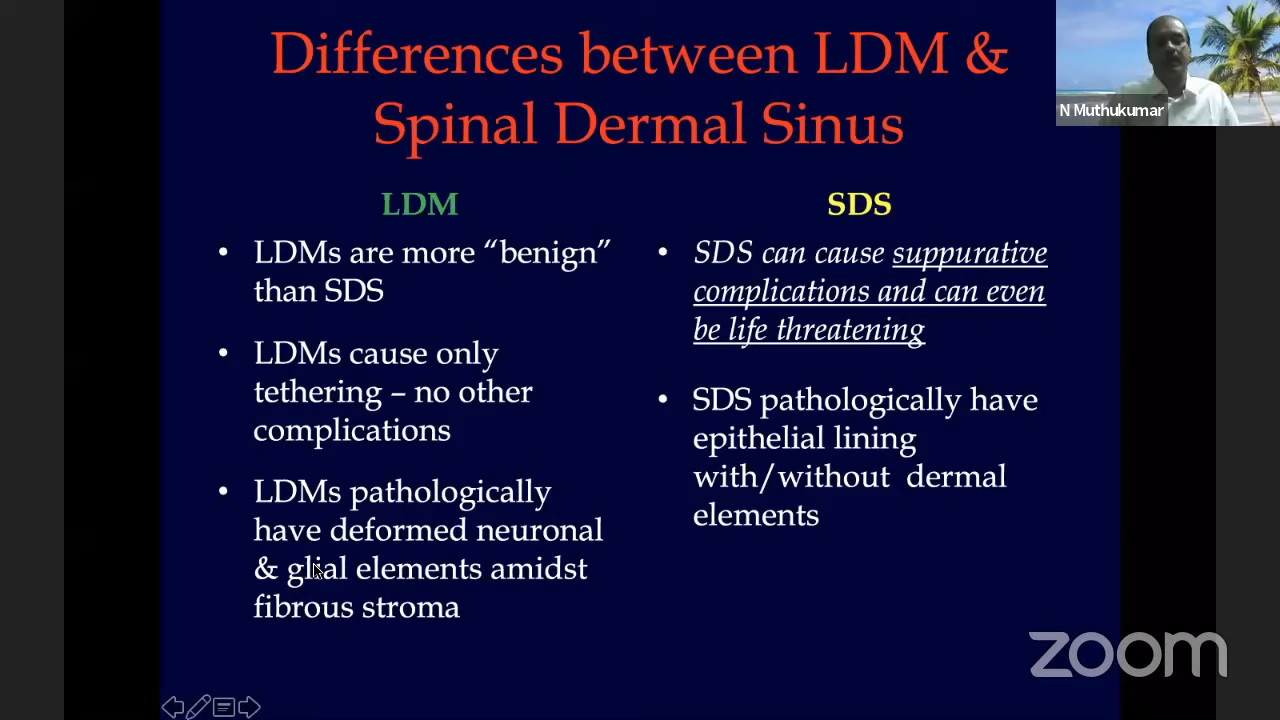 Differences between LDM &
Spinal Dermal Sinus
N Muthukumar
LDM
• LDMs are more “benign”
than SDS
• LDMs cause only
tethering – no other
complications
• LDMs pathologically
have deformed neuronal
& glial elements amidst
fibrous stroma
SDS
• SDS can cause suppurative
complications and can even
be life threatening
• SDS pathologically have
epithelial lining
with/without dermal
elements
zoom